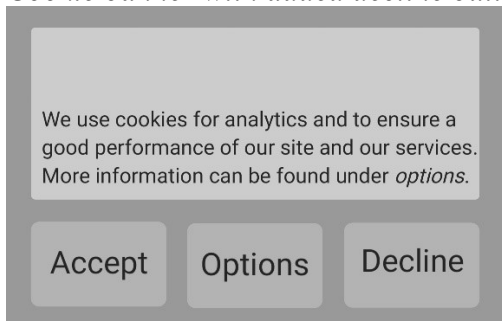 We use cookies for analytics and to ensure a
good performance of our site and our services.
More information can be found under options.
Accept
Options
Decline